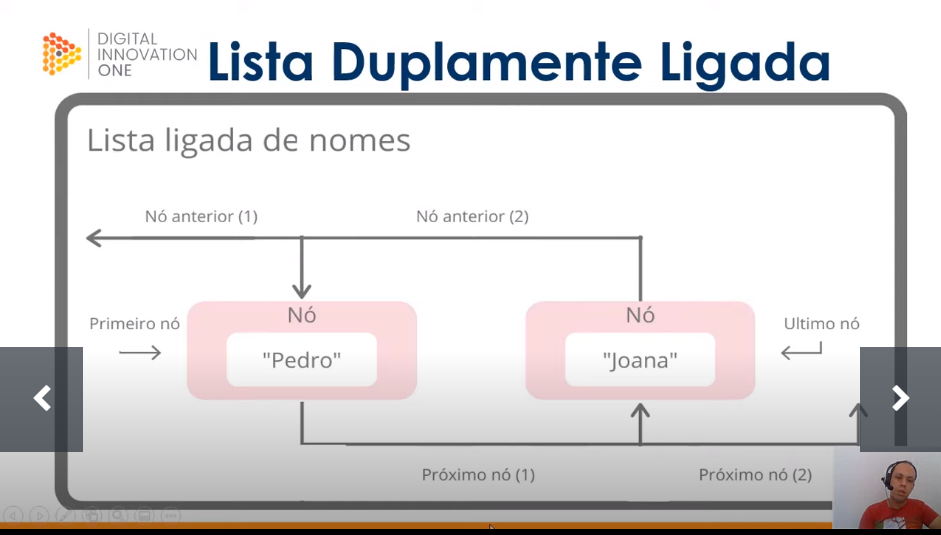 DIGITAL
INNOVATION
ONE
Lista Duplamente Ligada
Lista ligada de nomes
Nó anterior (1)
Nó anterior (2)
Primeiro nó
Nó
"Pedro"
Nó
"Joana"
Ultimo nó
Próximo nó (1)
Próximo nó (2)